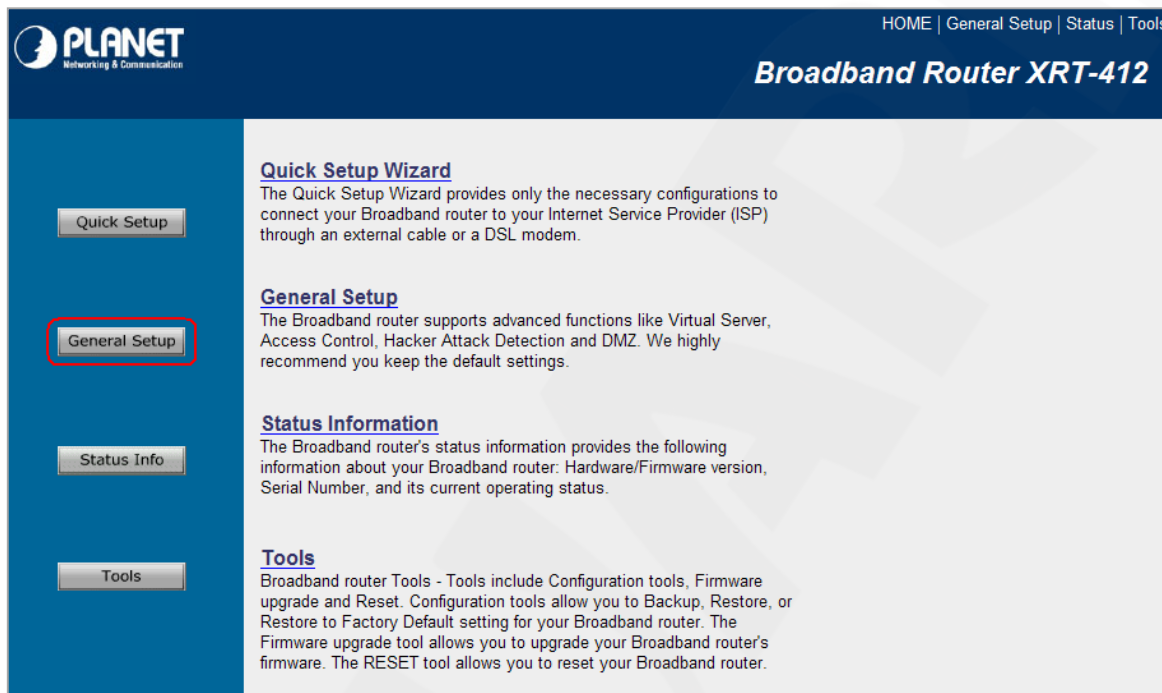 PLANET
Networking & Communication
HOME | General Setup | Status | Tools
Broadband Router XRT-412
Quick Setup
Quick Setup Wizard
The Quick Setup Wizard provides only the necessary configurations to
connect your Broadband router to your Internet Service Provider (ISP)
through an external cable or a DSL modem.
General Setup
General Setup
The Broadband router supports advanced functions like Virtual Server,
Access Control, Hacker Attack Detection and DMZ. We highly
recommend you keep the default settings.
Status Info
Status Information
The Broadband router's status information provides the following
information about your Broadband router: Hardware/Firmware version,
Serial Number, and its current operating status.
Tools
Tools
Broadband router Tools - Tools include Configuration tools, Firmware
upgrade and Reset. Configuration tools allow you to Backup, Restore, or
Restore to Factory Default setting for your Broadband router. The
Firmware upgrade tool allows you to upgrade your Broadband router's
firmware. The RESET tool allows you to reset your Broadband router.